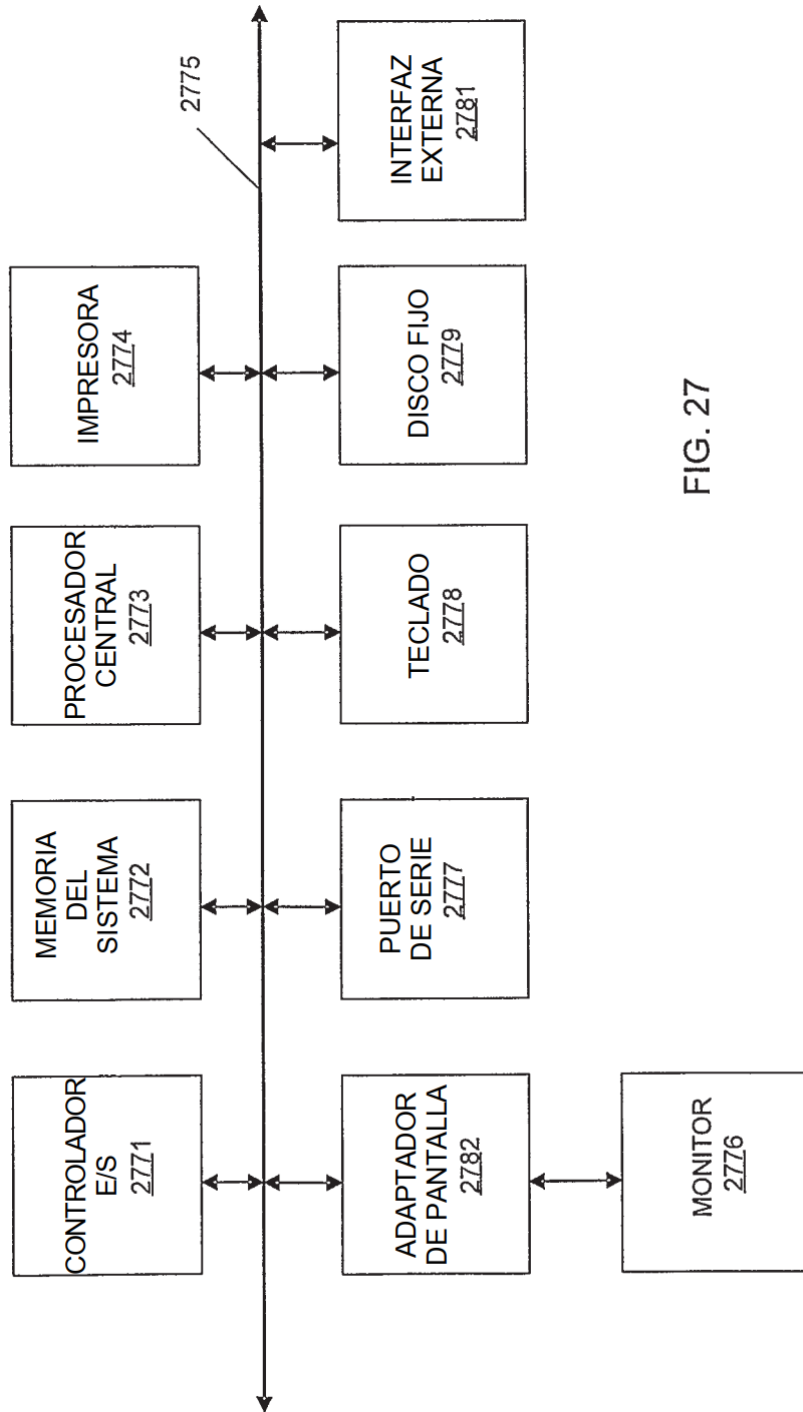 CONTROLADOR
E/S
2771
MEMORIA
DEL
SISTEMA
2772
PROCESADOR
CENTRAL
2773
IMPRESORA
2774
2775
ADAPTADOR
DE PANTALLA
2782
PUERTO
DE SERIE
2777
TECLADO
2778
DISCO FIJO
2779
INTERFAZ
EXTERNA
2781
MONITOR
2776
FIG. 27